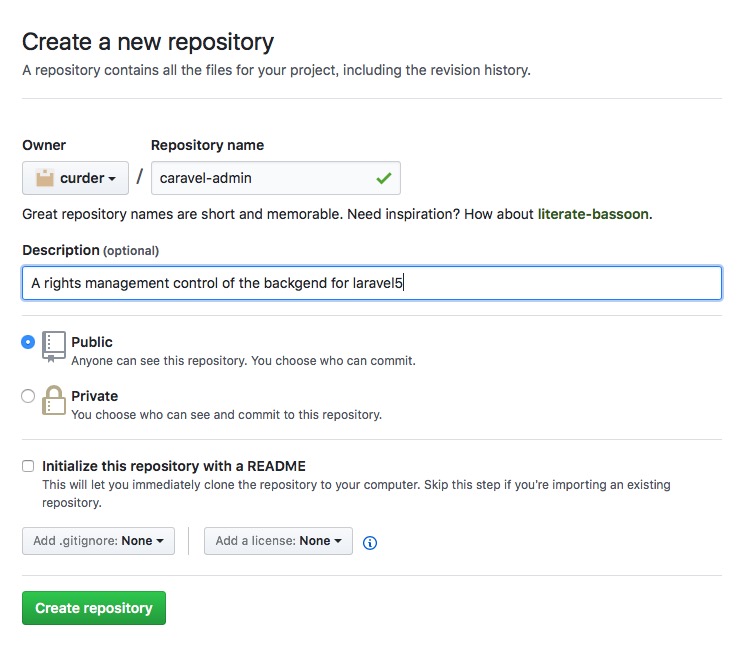 Create a new repository
A repository contains all the files for your project, including the revision history.
Owner
Repository name
curder
/
caravel-admin
Great repository names are short and memorable. Need inspiration? How about literate-bassoon.
Description (optional)
A rights management control of the backgend for laravel5
Public
Anyone can see this repository. You choose who can commit.
Private
You choose who can see and commit to this repository.
Initialize this repository with a README
This will let you immediately clone the repository to your computer. Skip this step if you're importing an existing
repository.
Add .gitignore: None
Add a license: None
Create repository